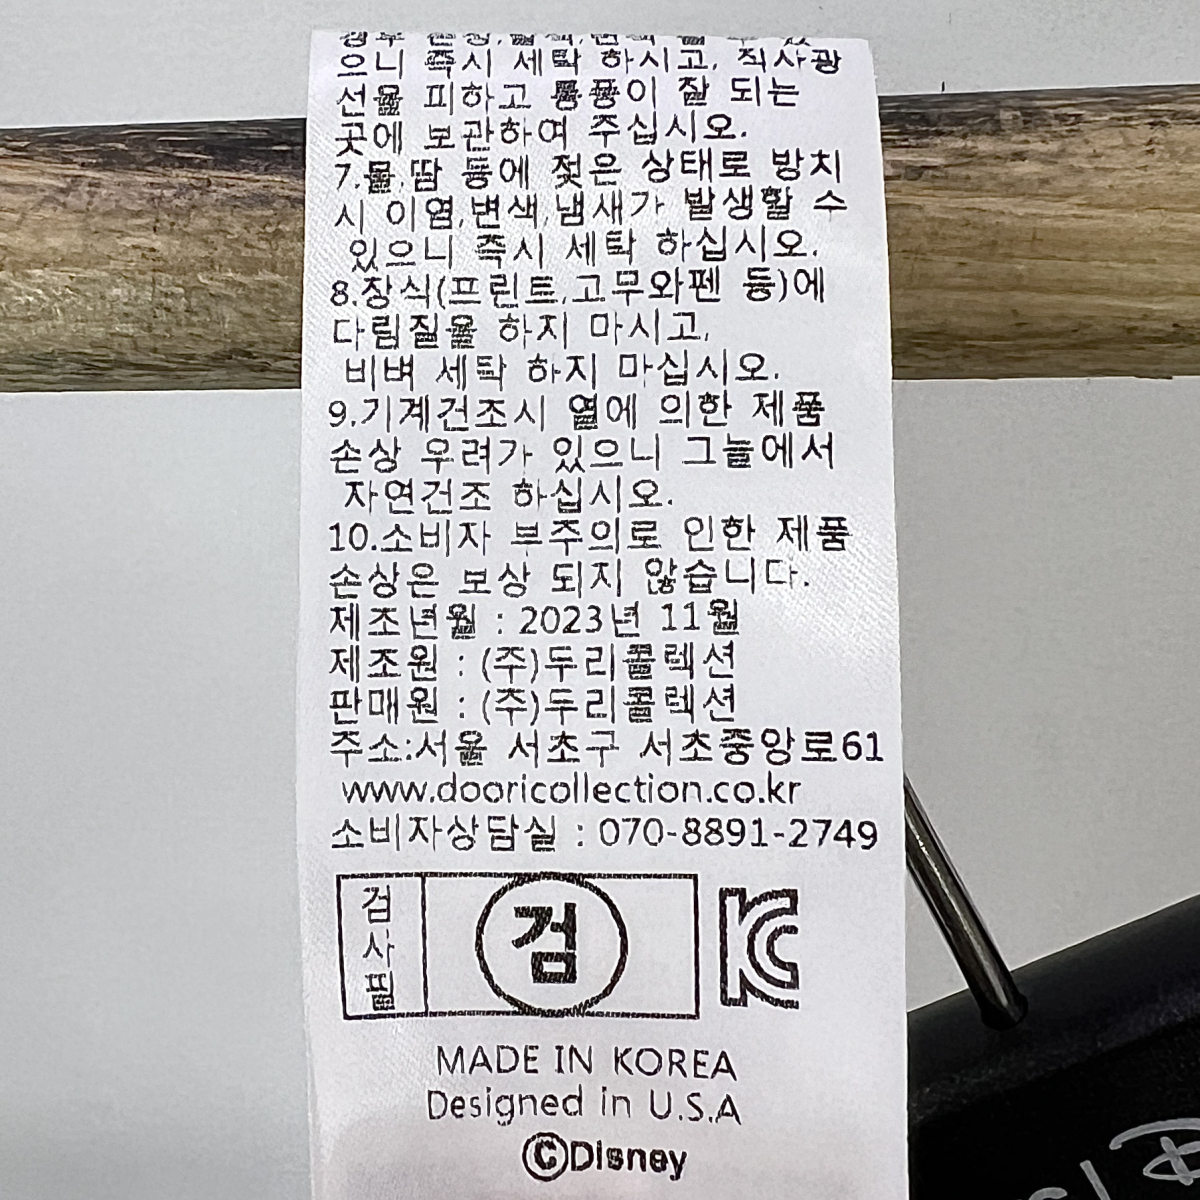 으니 즉시 세탁 하시고, 직사광
선을 피하고 통풍이 잘 되는
곳에 보관하여 주십시오.
7.물,땀 등에 젖은 상태로 방치
시 이염,변색,냄새가 발생할 수
있으니 즉시 세탁 하십시오.
8.장식(프린트,고무와펜 등)에
다림질을 하지 마시고,
비벼 세탁 하지 마십시오.
9.기계건조시 열에 의한 제품
손상 우려가 있으니 그늘에서
자연건조 하십시오.
10.소비자 부주의로 인한 제품
손상은 보상 되지 않습니다.
제조년월 : 2023년 11월
제조원 : (주)두리콜렉션
판매원 : (주)두리콜렉션
주소:서울 서초구 서초중앙로61
www.dooricollection.co.kr
소비자상담실 : 070-8891-2749
검사필
검
KC
MADE IN KOREA
Designed in U.S.A
©Disney